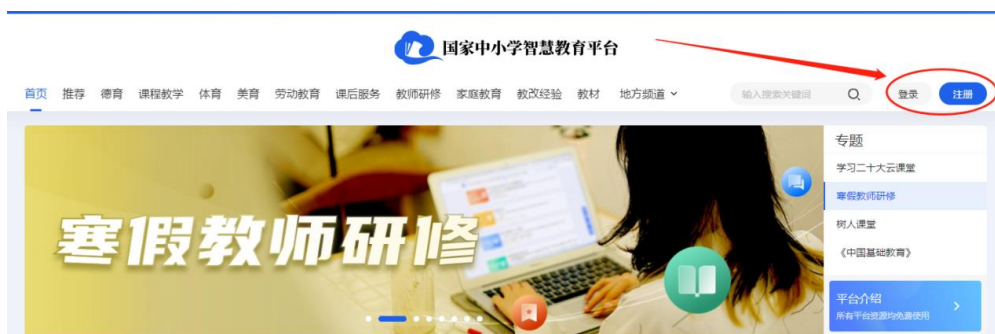 国家中小学智慧教育平台
首页 推荐 德育 课程教学 体育 美育 劳动教育 课后服务 教师研修 家庭教育 教改经验 教材 地方频道 输入搜索关键词 登录 注册
寒假教师研修
专题
学习二十大云课堂
寒假教师研修
树人课堂
《中国基础教育》
平台介绍
所有平台资源均免费使用